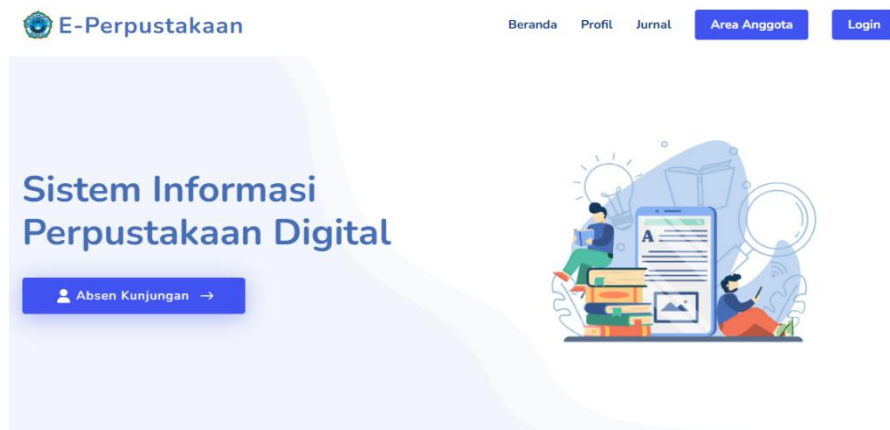 E-Perpustakaan
Beranda Profil Jurnal Area Anggota Login
Sistem Informasi
Perpustakaan Digital
Absen Kunjungan →
A